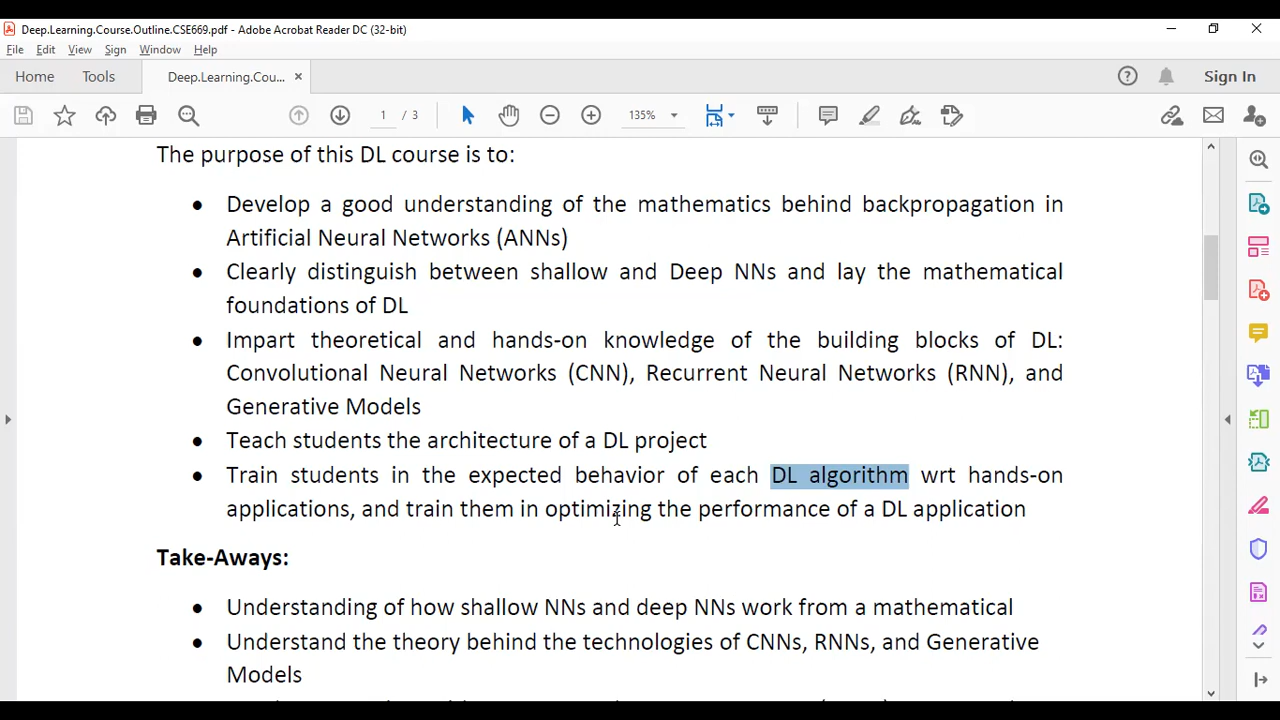 Deep.Learning.Course.Outline.CSE669.pdf - Adobe Acrobat Reader DC (32-bit)
File Edit View Sign Window Help
Home Tools Deep.Learning.Cou... Sign In
1 / 3 135%
The purpose of this DL course is to:
● Develop a good understanding of the mathematics behind backpropagation in
Artificial Neural Networks (ANNs)
● Clearly distinguish between shallow and Deep NNs and lay the mathematical
foundations of DL
● Impart theoretical and hands-on knowledge of the building blocks of DL:
Convolutional Neural Networks (CNN), Recurrent Neural Networks (RNN), and
Generative Models
● Teach students the architecture of a DL project
● Train students in the expected behavior of each DL algorithm wrt hands-on
applications, and train them in optimizing the performance of a DL application
Take-Aways:
● Understanding of how shallow NNs and deep NNs work from a mathematical
● Understand the theory behind the technologies of CNNs, RNNs, and Generative
Models